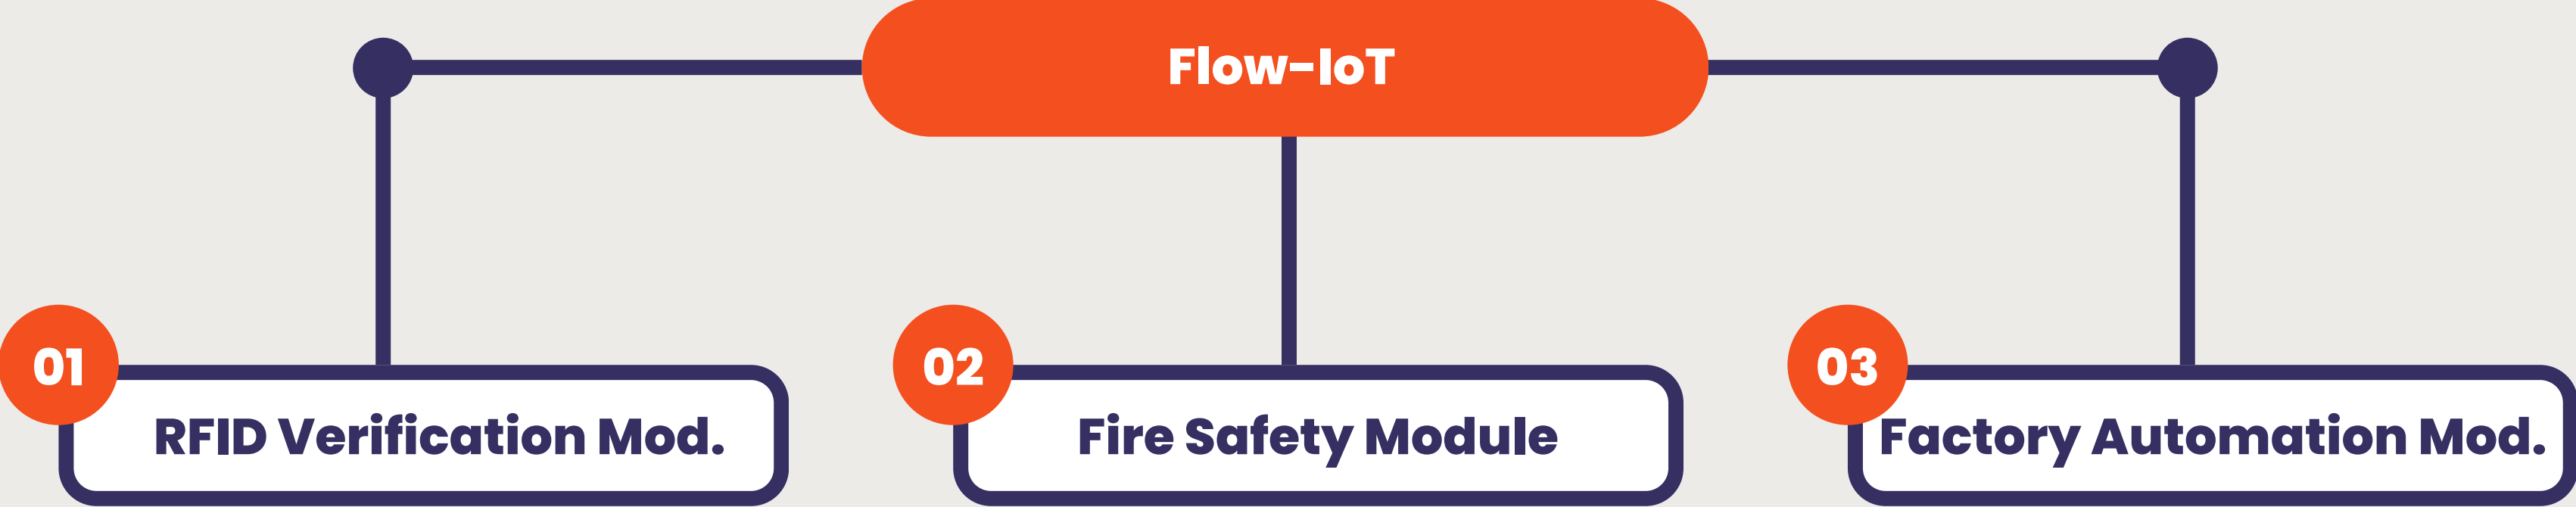 Flow-IoT
01
RFID Verification Mod.
02
Fire Safety Module
03
Factory Automation Mod.